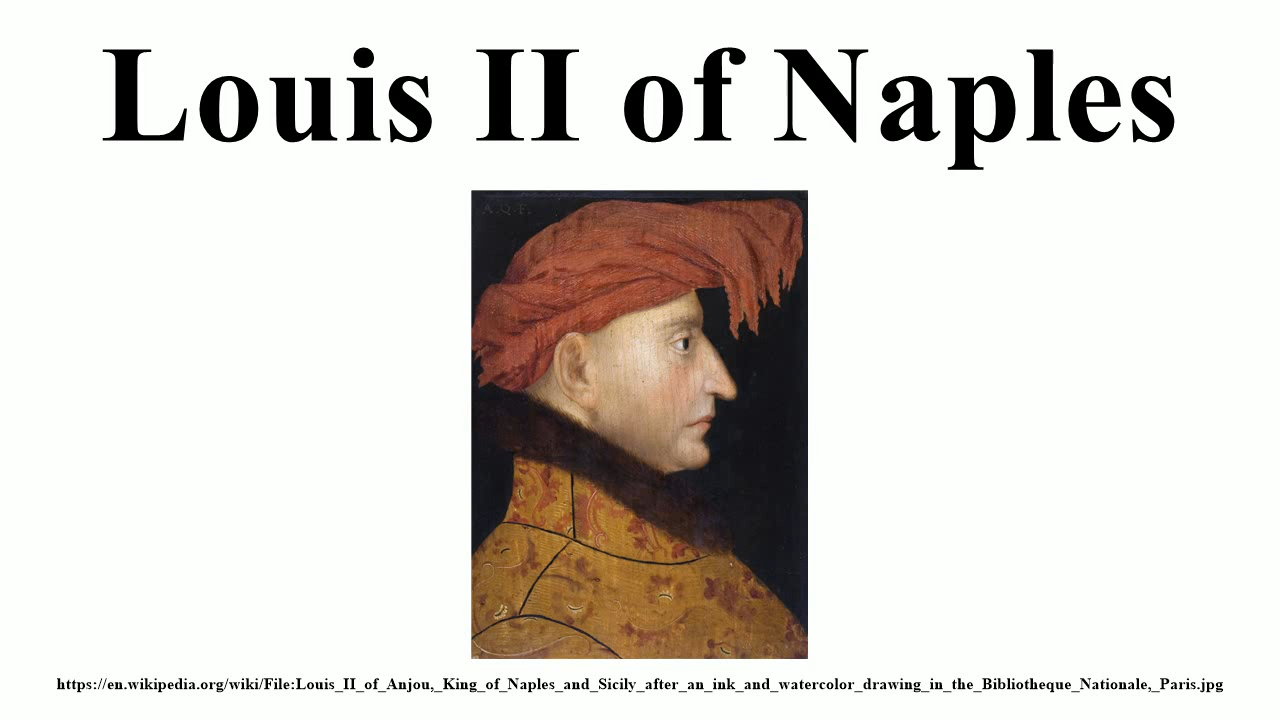 Louis II of Naples
A.Q.F.
https://en.wikipedia.org/wiki/File:Louis_II_of_Anjou,_King_of_Naples_and_Sicily_after_an_ink_and_watercolor_drawing_in_the_Bibliotheque_Nationale,_Paris.jpg